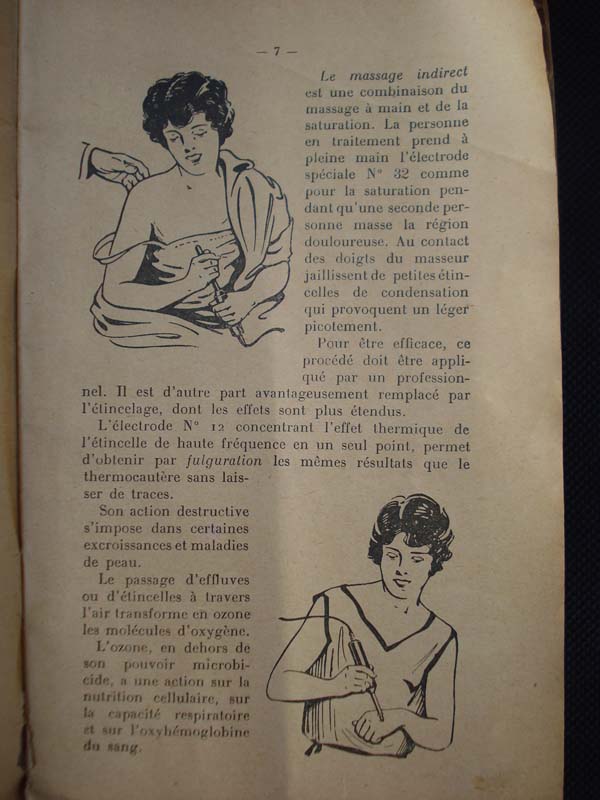 — 7 —
Le massage indirect
est une combinaison du
massage à main et de la
saturation. La personne
en traitement prend à
pleine main l'électrode
spéciale N° 32 comme
pour la saturation pen-
dant qu'une seconde per-
sonne masse la région
douloureuse. Au contact
des doigts du masseur
jaillissent de petites étin-
celles de condensation
qui provoquent un léger
picotement.
Pour être efficace, ce
procédé doit être appli-
qué par un profession-
nel. Il est d'autre part avantageusement remplacé par
l'étincelage, dont les effets sont plus étendus.
L'électrode N° 12 concentrant l'effet thermique de
l'étincelle de haute fréquence en un seul point, permet
d'obtenir par fulguration les mêmes résultats que le
thermocautère sans lais-
ser de traces.
Son action destructive
s'impose dans certaines
excroissances et maladies
de peau.
Le passage d'effluves
ou d'étincelles à travers
l'air transforme en ozone
les molécules d'oxygène.
L'ozone, en dehors de
son pouvoir microbi-
cide, a une action sur la
nutrition cellulaire, sur
la capacité respiratoire
et sur l'oxyhémoglobine
du sang.